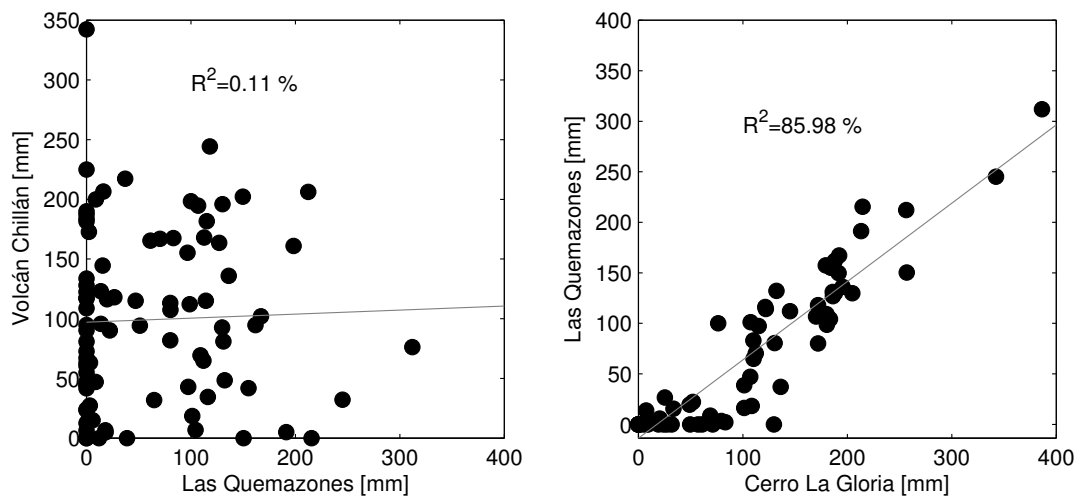 350
300
250
200
150
100
50
0
Volcán Chillán [mm]
R²=0.11 %
0 100 200 300 400
Las Quemazones [mm]
400
350
300
250
200
150
100
50
0
Las Quemazones [mm]
R²=85.98 %
0 100 200 300 400
Cerro La Gloria [mm]